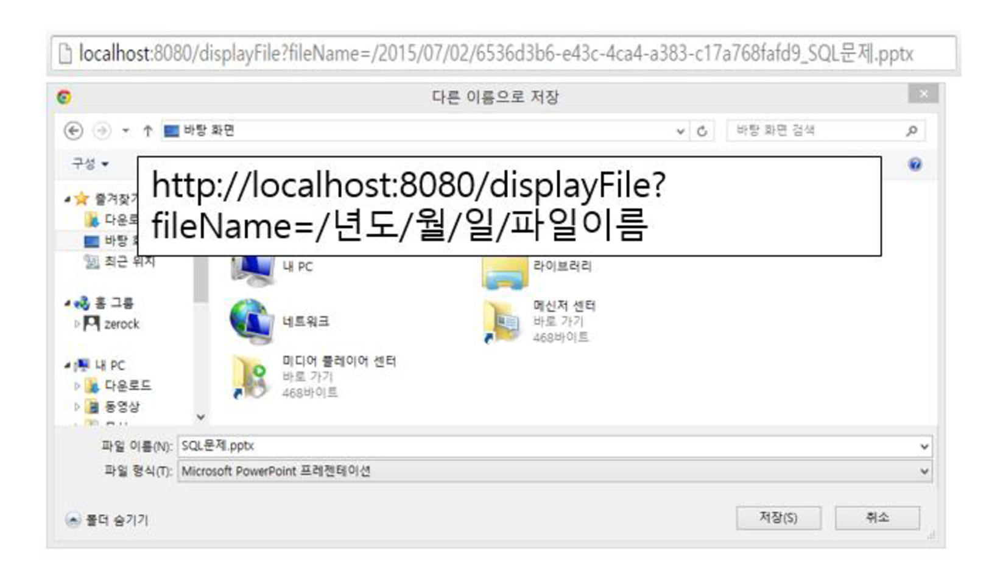 localhost:8080/displayFile?fileName=/2015/07/02/6536d3b6-e43c-4ca4-a383-c17a768fafd9_SQL문제.pptx
다른 이름으로 저장
바탕 화면
바탕 화면 검색
구성
http://localhost:8080/displayFile?
fileName=/년도/월/일/파일이름
즐겨찾기
다운로
바탕
최근 위치
내 PC
라이브러리
홈 그룹
zerock
네트워크
메신저 센터
바로 가기
468바이트
내 PC
다운로드
동영상
미디어 플레이어 센터
바로 가기
468바이트
파일 이름(N):
SQL문제.pptx
파일 형식(T):
Microsoft PowerPoint 프레젠테이션
폴더 숨기기
저장(S)
취소